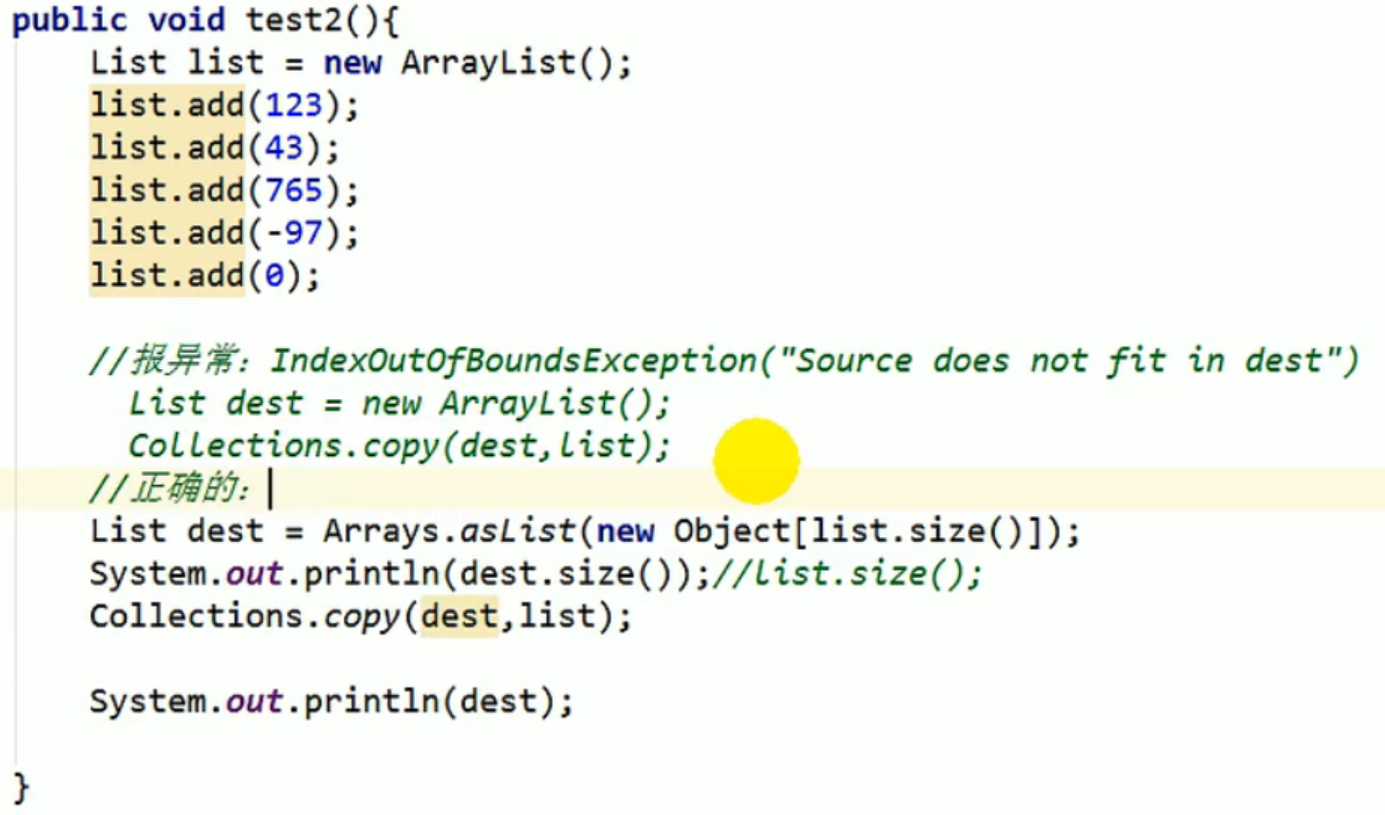 public void test2(){
List list = new ArrayList();
list.add(123);
list.add(43);
list.add(765);
list.add(-97);
list.add(0);
//报异常：IndexOutOfBoundsException("Source does not fit in dest")
List dest = new ArrayList();
Collections.copy(dest,list);
//正确的：
List dest = Arrays.asList(new Object[list.size()]);
System.out.println(dest.size());//list.size();
Collections.copy(dest,list);
System.out.println(dest);
}